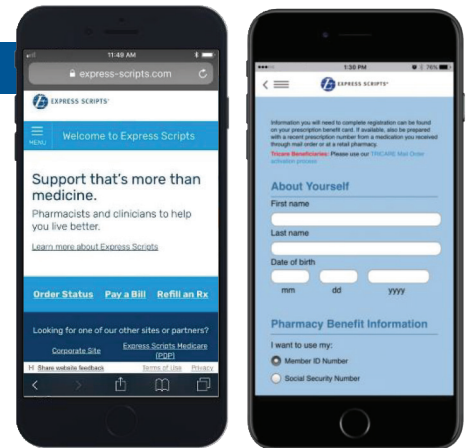 11:49 AM
express-scripts.com
EXPRESS SCRIPTS®
MENU
Welcome to Express Scripts
Support that's more than
medicine.
Pharmacists and clinicians to help
you live better.
Learn more about Express Scripts
Order Status Pay a Bill Refill an Rx
Looking for one of our other sites or partners?
Corporate Site
Express Scripts Medicare
(PDP)
Share website feedback
Terms of Use Privacy
1:30 PM
76%
EXPRESS SCRIPTS®
Information you will need to complete registration can be found
on your prescription benefit card. If available, also be prepared
with a recent prescription number from a medication you received
through mail order or at a retail pharmacy.
Tricare Beneficiaries: Please use our TRICARE Mail Order
activation process
About Yourself
First name
Last name
Date of birth
mm dd yyyy
Pharmacy Benefit Information
I want to use my:
Member ID Number
Social Security Number